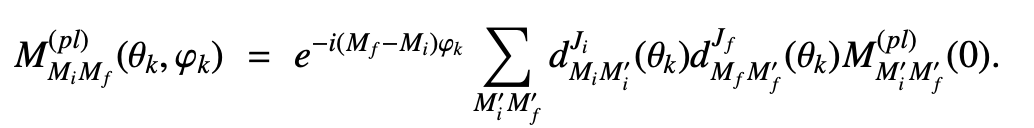 M^{(pl)}_{M_i M_f}(θ_k, φ_k) = e^{-i(M_f−M_i)φ_k} ∑_{M'_i M'_f} d^{J_i}_{M_i M'_i}(θ_k) d^{J_f}_{M_f M'_f}(θ_k) M^{(pl)}_{M'_i M'_f}(0).